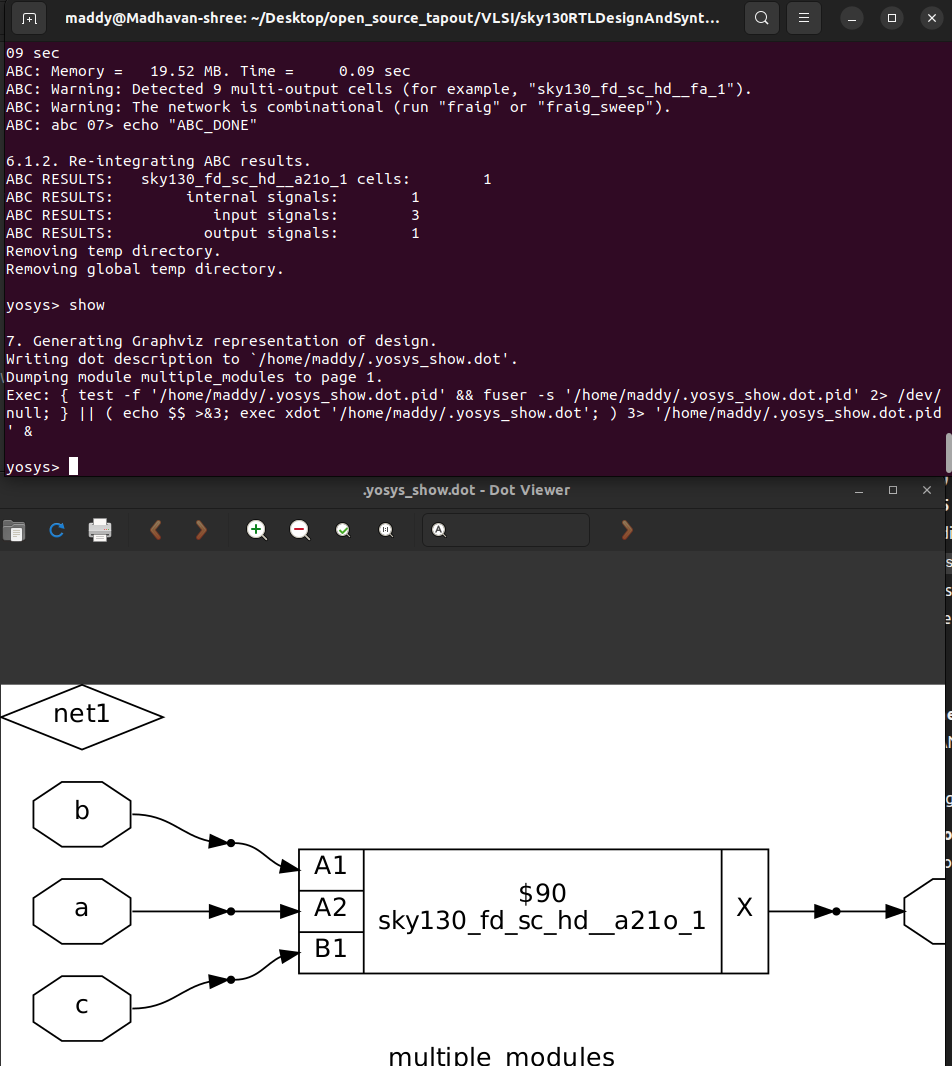 maddy@Madhavan-shree: ~/Desktop/open_source_tapout/VLSI/sky130RTLDesignAndSynt...
09 sec
ABC: Memory =   19.52 MB. Time =     0.09 sec
ABC: Warning: Detected 9 multi-output cells (for example, "sky130_fd_sc_hd__fa_1").
ABC: Warning: The network is combinational (run "fraig" or "fraig_sweep").
ABC: abc 07> echo "ABC_DONE"
6.1.2. Re-integrating ABC results.
ABC RESULTS:   sky130_fd_sc_hd__a21o_1 cells:        1
ABC RESULTS:        internal signals:        1
ABC RESULTS:           input signals:        3
ABC RESULTS:          output signals:        1
Removing temp directory.
Removing global temp directory.
yosys> show
7. Generating Graphviz representation of design.
Writing dot description to `/home/maddy/.yosys_show.dot'.
Dumping module multiple_modules to page 1.
Exec: { test -f '/home/maddy/.yosys_show.dot.pid' && fuser -s '/home/maddy/.yosys_show.dot.pid' 2> /dev/
null; } || ( echo $$ >&3; exec xdot '/home/maddy/.yosys_show.dot'; ) 3> '/home/maddy/.yosys_show.dot.pid
' &
yosys>
.yosys_show.dot - Dot Viewer
net1
b
a
c
A1
A2
B1
$90
sky130_fd_sc_hd__a21o_1
X
multiple_modules